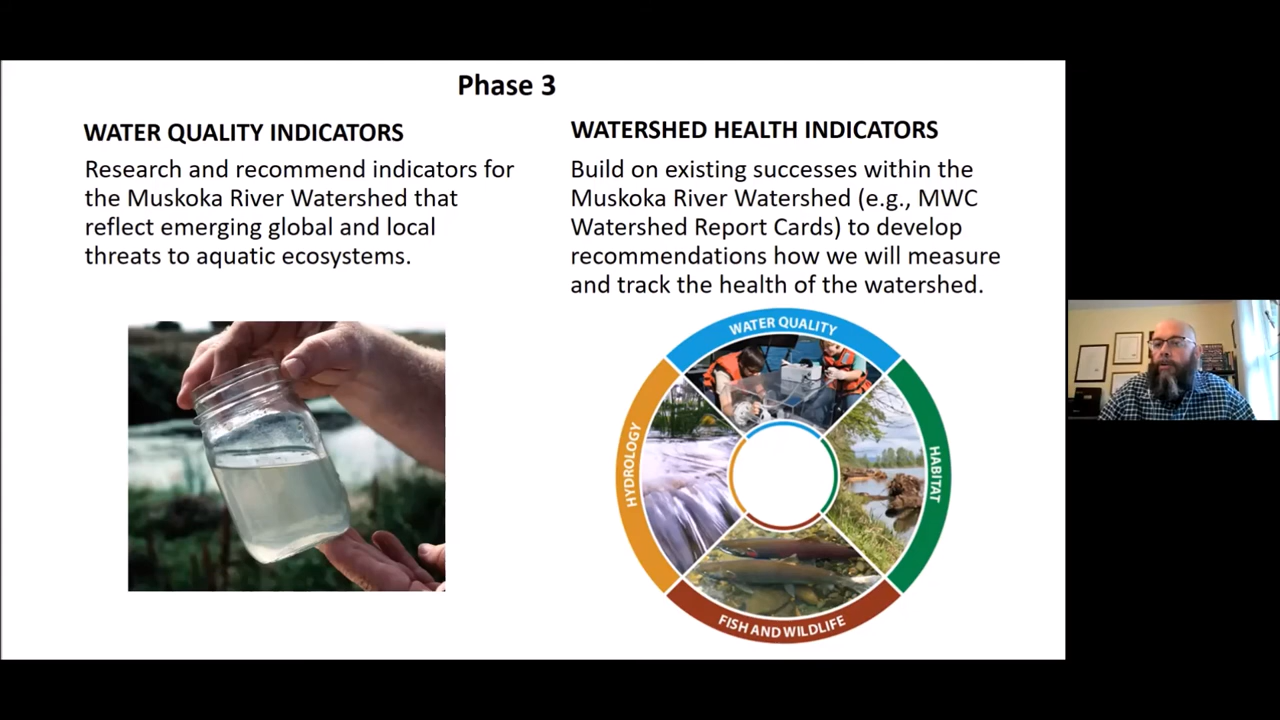 Phase 3
WATER QUALITY INDICATORS
Research and recommend indicators for
the Muskoka River Watershed that
reflect emerging global and local
threats to aquatic ecosystems.
WATERSHED HEALTH INDICATORS
Build on existing successes within the
Muskoka River Watershed (e.g., MWC
Watershed Report Cards) to develop
recommendations how we will measure
and track the health of the watershed.
WATER QUALITY
HYDROLOGY
HABITAT
FISH AND WILDLIFE